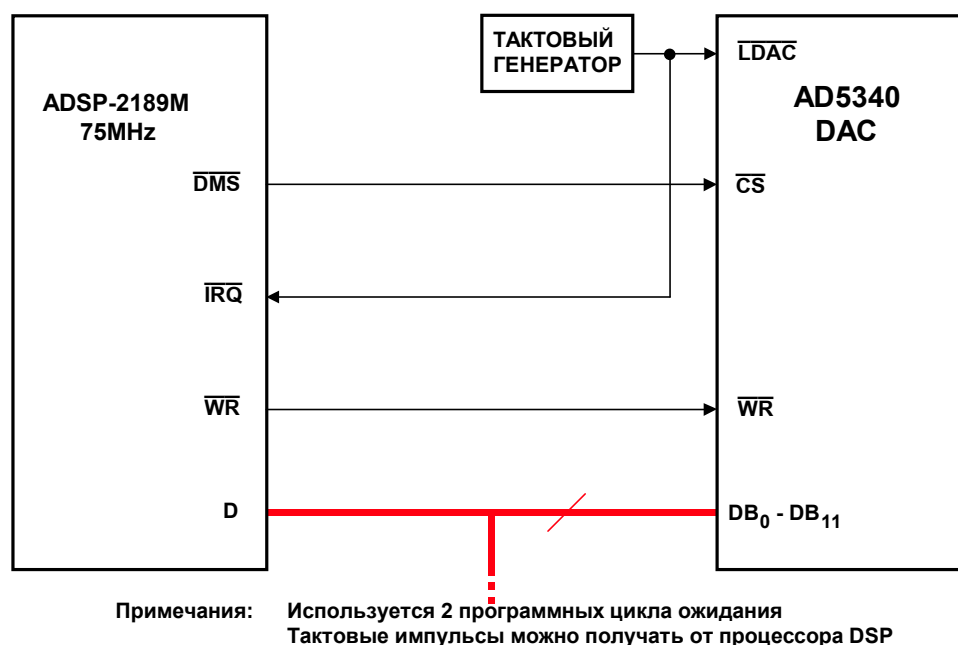 ТАКТОВЫЙ
ГЕНЕРАТОР
LDAC
ADSP-2189M
75MHz
AD5340
DAC
DMS
CS
IRQ
WR
WR
D
DB0 - DB11
Примечания: Используется 2 программных цикла ожидания
Тактовые импульсы можно получать от процессора DSP